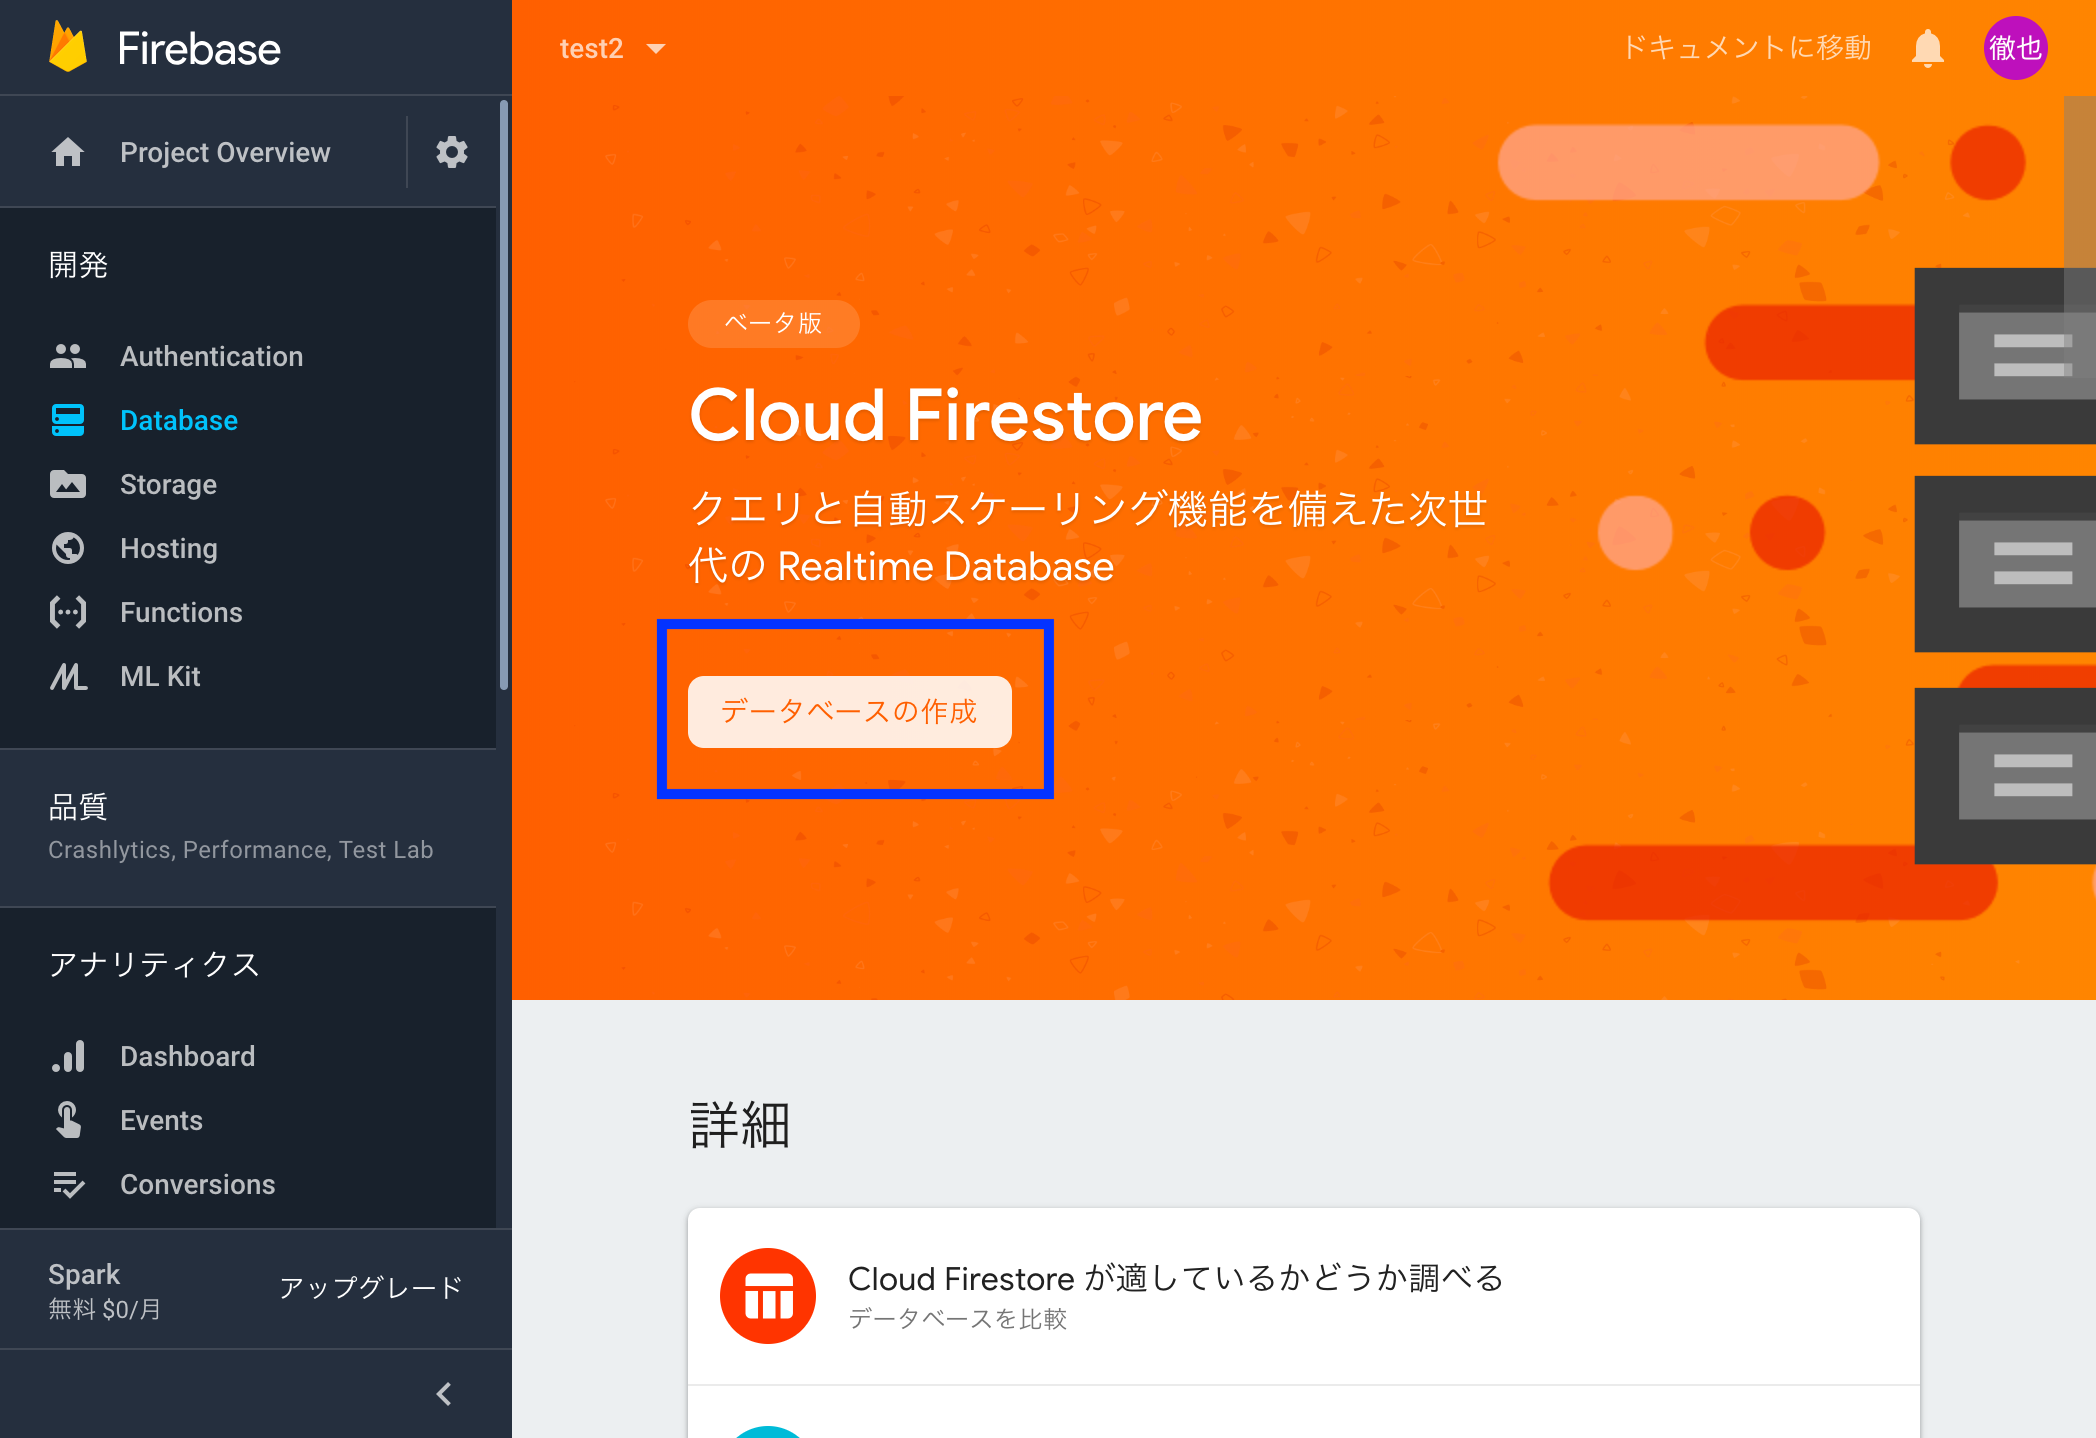 Firebase
Project Overview
開発
Authentication
Database
Storage
Hosting
Functions
ML Kit
品質
Crashlytics, Performance, Test Lab
アナリティクス
Dashboard
Events
Conversions
Spark
無料 $0/月
アップグレード
test2
ドキュメントに移動
徹也
ベータ版
Cloud Firestore
クエリと自動スケーリング機能を備えた次世
代の Realtime Database
データベースの作成
詳細
Cloud Firestore が適しているかどうか調べる
データベースを比較